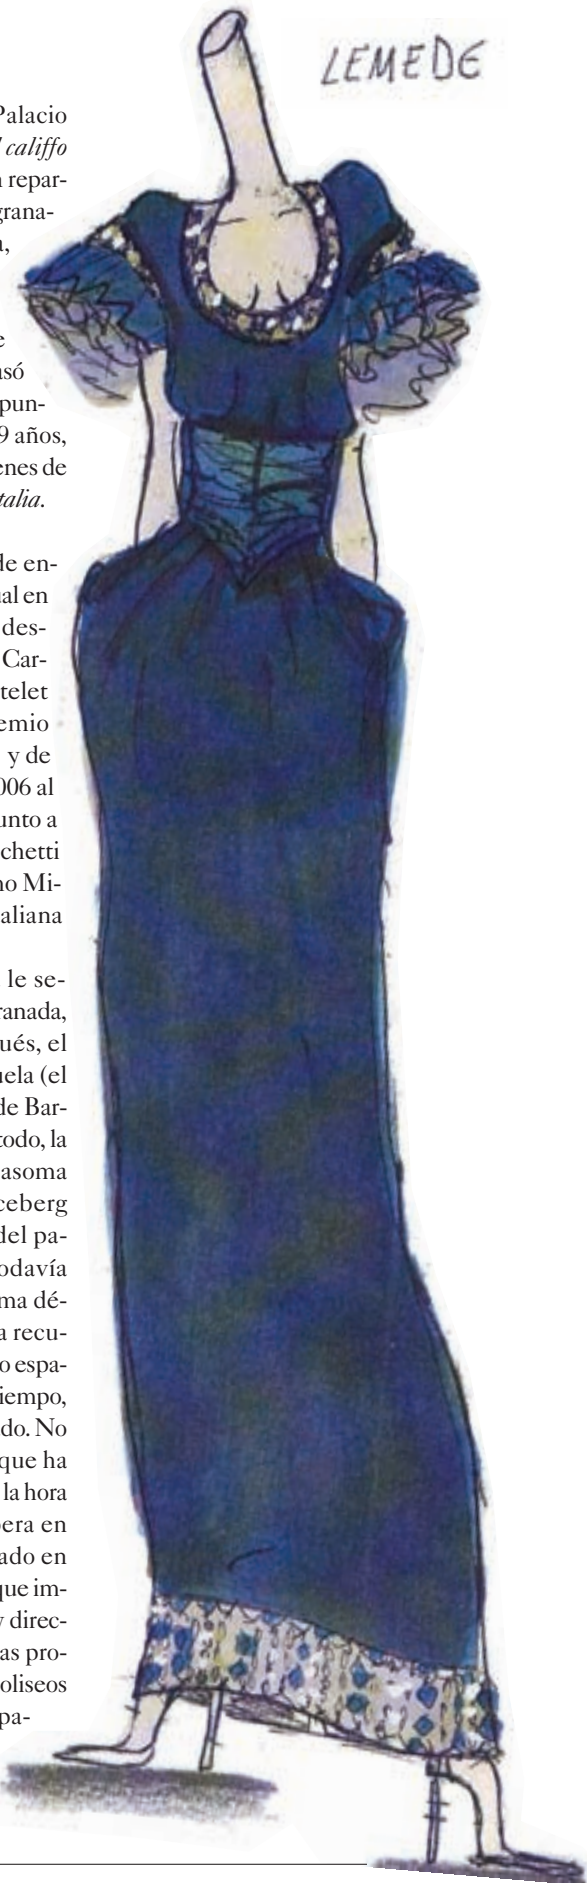 LEMEDE
Palacio
califfo
repar-
grana-
asó
pun-
9 años,
enes de
talia.
de en-
ual en
des-
Car-
telet
emio
y de
006 al
unto a
chetti
no Mi-
aliana
le se-
ranada,
ués, el
uela (el
de Bar-
todo, la
asoma
ceberg
del pa-
odavía
ma dé-
a recu-
o espa-
iempo,
do. No
que ha
la hora
pera en
ado en
que im-
y direc-
as pro-
oliseos
pa-